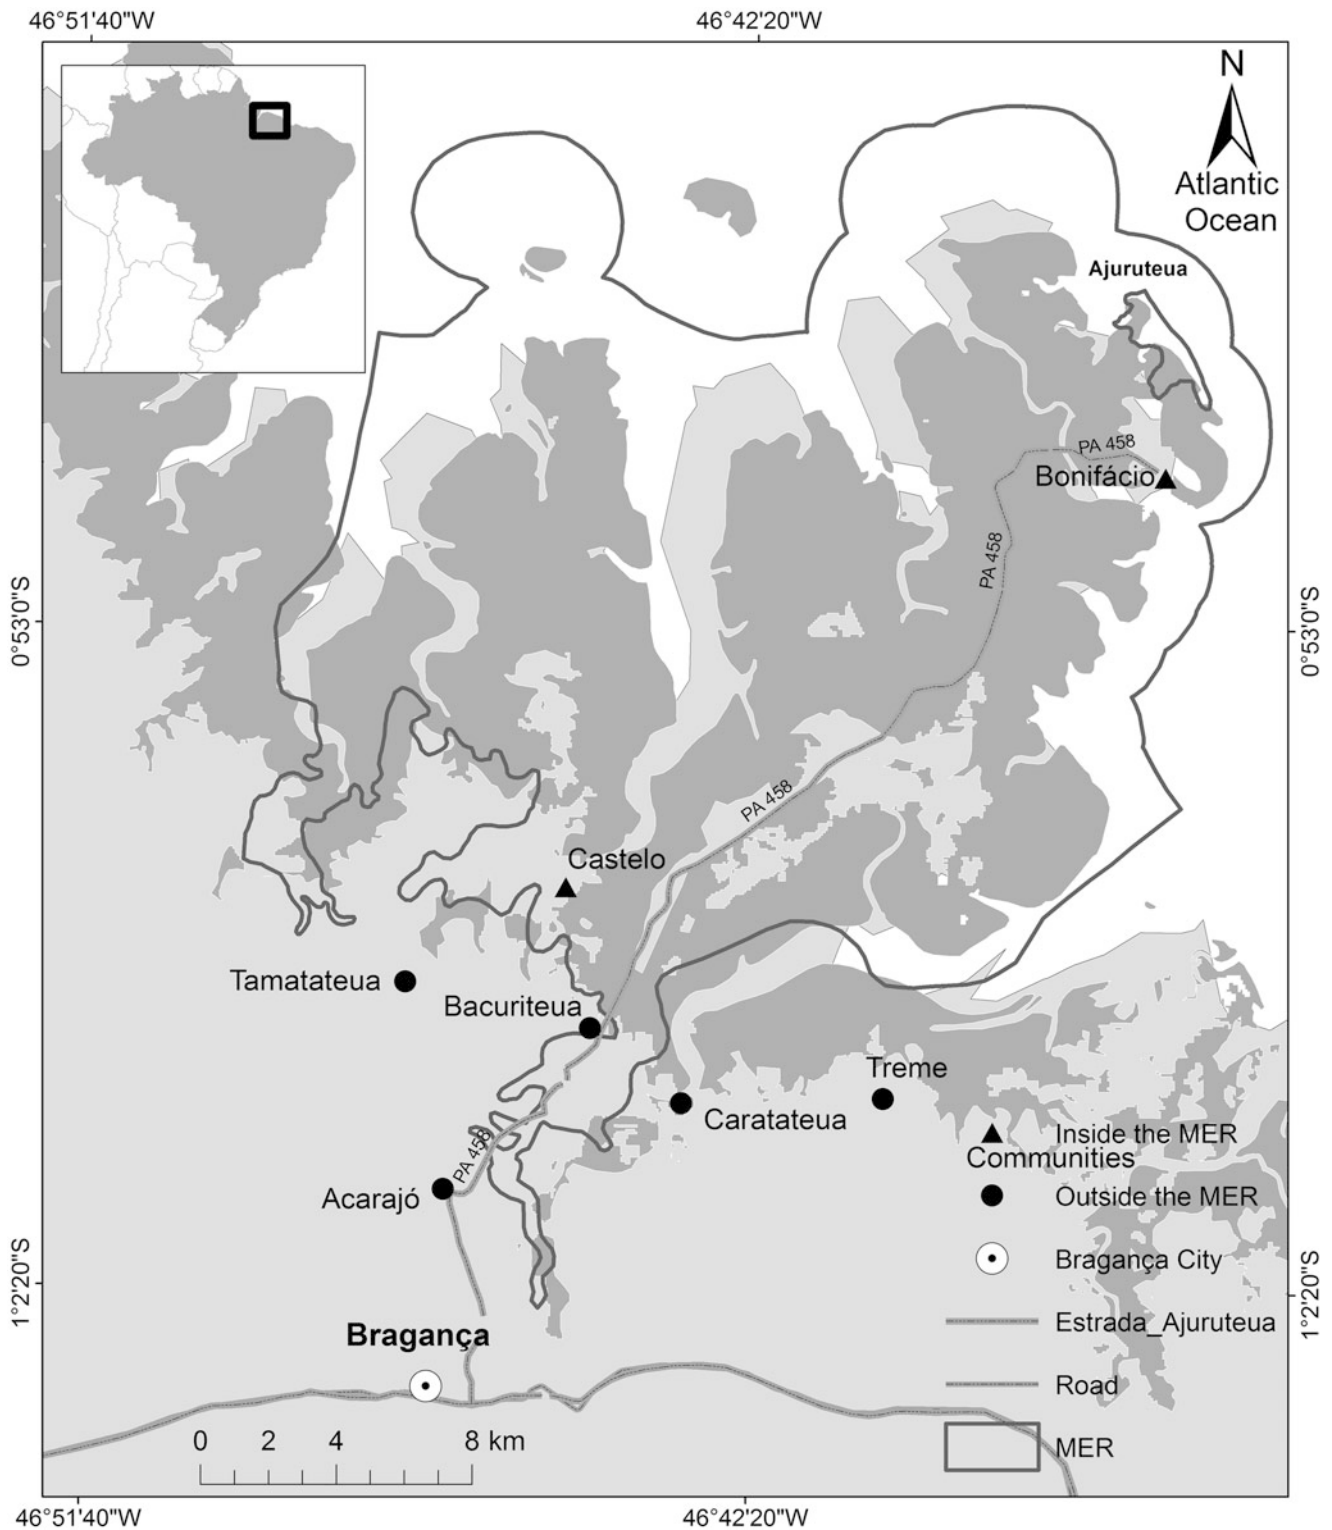 46°51'40"W
46°42'20"W
N
Atlantic
Ocean
Ajuruteua
PA 458
Bonifácio
PA 458
0°53'0"S
0°53'0"S
PA 458
Castelo
Tamatateua
Bacuriteua
Treme
Caratateua
PA 458
Acarajó
Inside the MER
Communities
Outside the MER
Bragança City
1°2'20"S
1°2'20"S
Estrada_Ajuruteua
Bragança
Road
0 2 4 8 km
MER
46°51'40"W
46°42'20"W